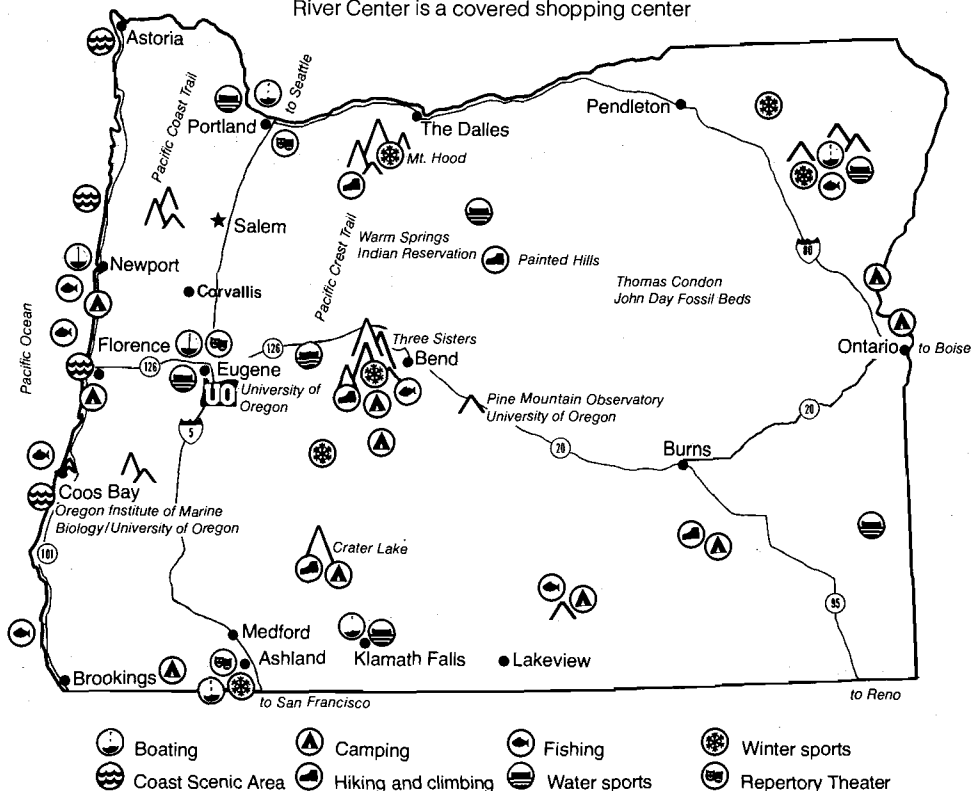 River Center is a covered shopping center
Astoria
Pacific Coast Trail
to Seattle
Portland
The Dalles
Pendleton
Mt. Hood
Salem
Pacific Crest Trail
Warm Springs
Indian Reservation
Painted Hills
80
Newport
Corvallis
Thomas Condon
John Day Fossil Beds
Pacific Ocean
Florence
126
126
Three Sisters
Bend
Ontario
to Boise
Eugene
UO
University of
Oregon
5
Pine Mountain Observatory
University of Oregon
20
20
Burns
Coos Bay
Oregon Institute of Marine
Biology/University of Oregon
101
Crater Lake
95
Medford
Ashland
Klamath Falls
Lakeview
Brookings
to San Francisco
to Reno
Boating
Camping
Fishing
Winter sports
Coast Scenic Area
Hiking and climbing
Water sports
Repertory Theater